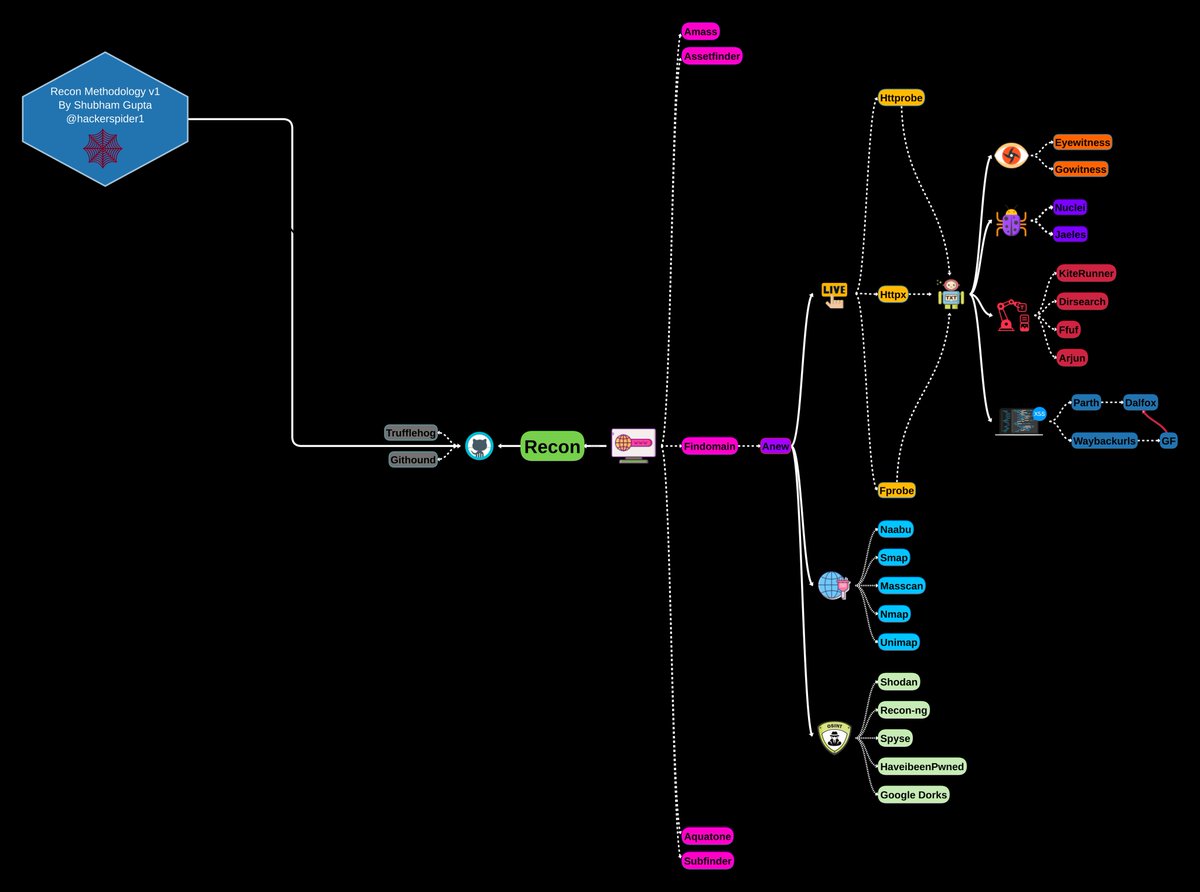 Recon Methodology v1
By Shubham Gupta
@hackerspider1
Trufflehog
Githound
Recon
www
Amass
Assetfinder
Findomain
Aquatone
Subfinder
Anew
LIVE
Httprobe
Httpx
Fprobe
TXT
Eyewitness
Gowitness
Nuclei
Jaeles
KiteRunner
Dirsearch
Ffuf
Arjun
XSS
Parth
Dalfox
Waybackurls
GF
Naabu
Smap
Masscan
Nmap
Unimap
OSINT
Shodan
Recon-ng
Spyse
HaveibeenPwned
Google Dorks